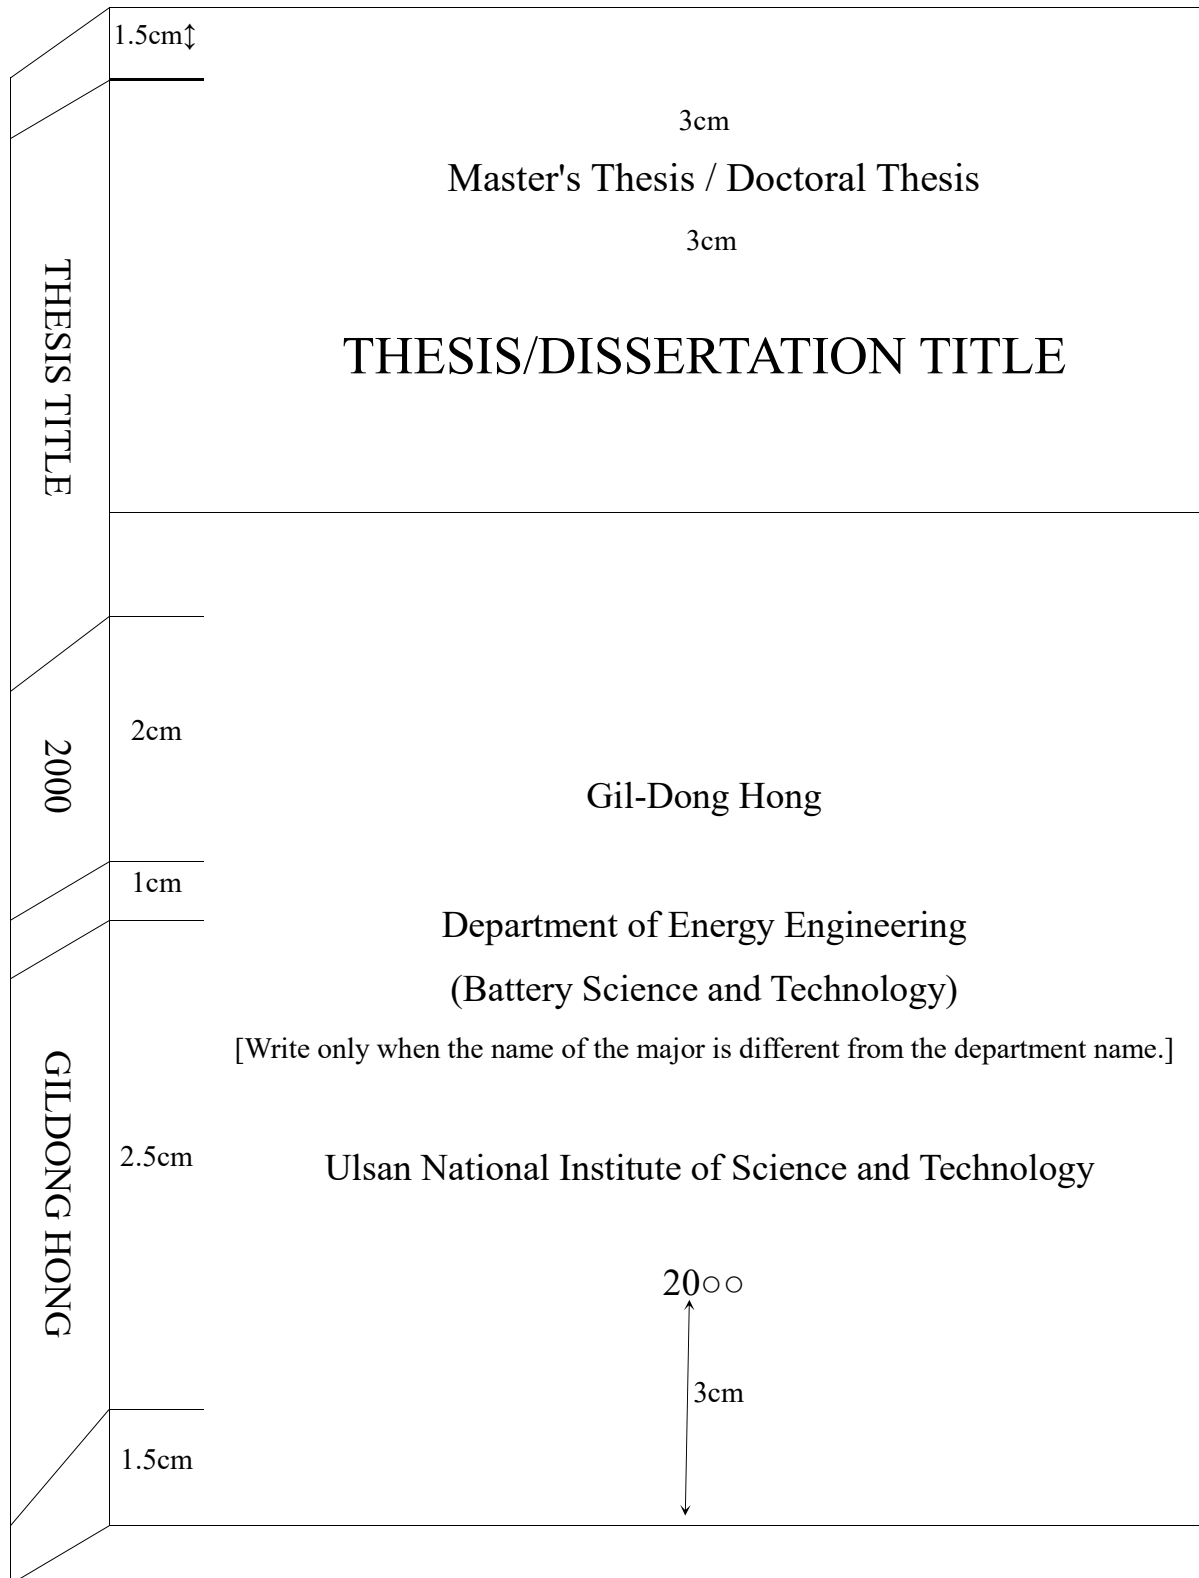 1.5cm↕
3cm
Master's Thesis / Doctoral Thesis
3cm
THESIS/DISSERTATION TITLE
THESIS TITLE
2cm
2000
Gil-Dong Hong
1cm
Department of Energy Engineering
(Battery Science and Technology)
[Write only when the name of the major is different from the department name.]
GILDONG HONG
2.5cm
Ulsan National Institute of Science and Technology
20○○
3cm
1.5cm